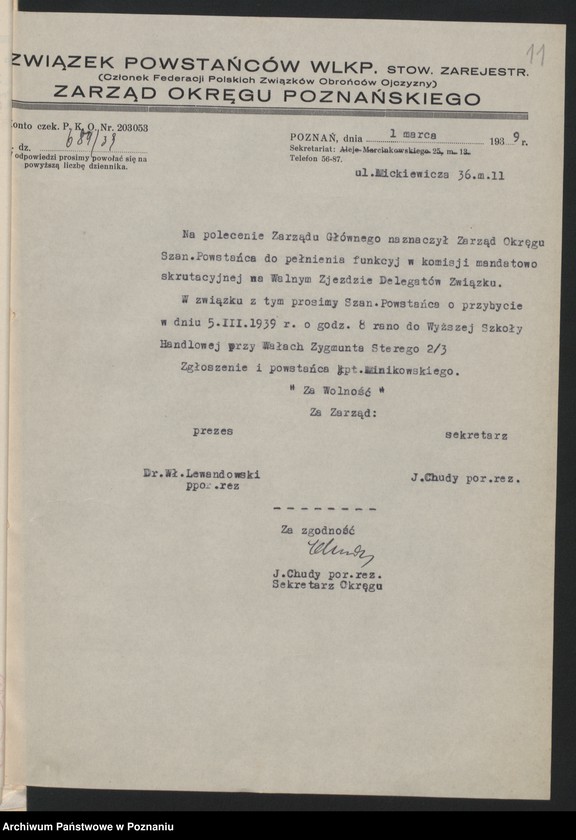 11
ZWIĄZEK POWSTAŃCÓW WLKP. STOW. ZAREJESTR.
(Członek Federacji Polskich Związków Obrońców Ojczyzny)
ZARZĄD OKRĘGU POZNAŃSKIEGO
onto czek. P. K. O. Nr. 203053
dz. 689/39
odpowiedzi prosimy powołać się na
powyższą liczbę dziennika.
POZNAŃ, dnia 1 marca 1939 r.
Sekretariat: Aleje Marcinkowskiego 25, m. 12.
Telefon 56-87.
ul.Mickiewicza 36.m.11
Na polecenie Zarządu Głównego naznaczył Zarząd Okręgu
Szan.Powstańca do pełnienia funkcyj w komisji mandatowo
skrutacyjnej na Walnym Zjeździe Delegatów Związku.
W związku z tym prosimy Szan.Powstańca o przybycie
w dniu 5.III.1939 r. o godz. 8 rano do Wyższej Szkoły
Handlowej przy Wałach Zygmunta Sterego 2/3
Zgłoszenie i powstańca kpt.Minikowskiego.
" Za Wolność "
Za Zarząd:
prezes
sekretarz
Dr.Wł.Lewandowski
ppor.rez
J.Chudy por.rez.
--------
Za zgodność
Chudy
J.Chudy por.rez.
Sekretarz Okręgu
Archiwum Państwowe w Poznaniu